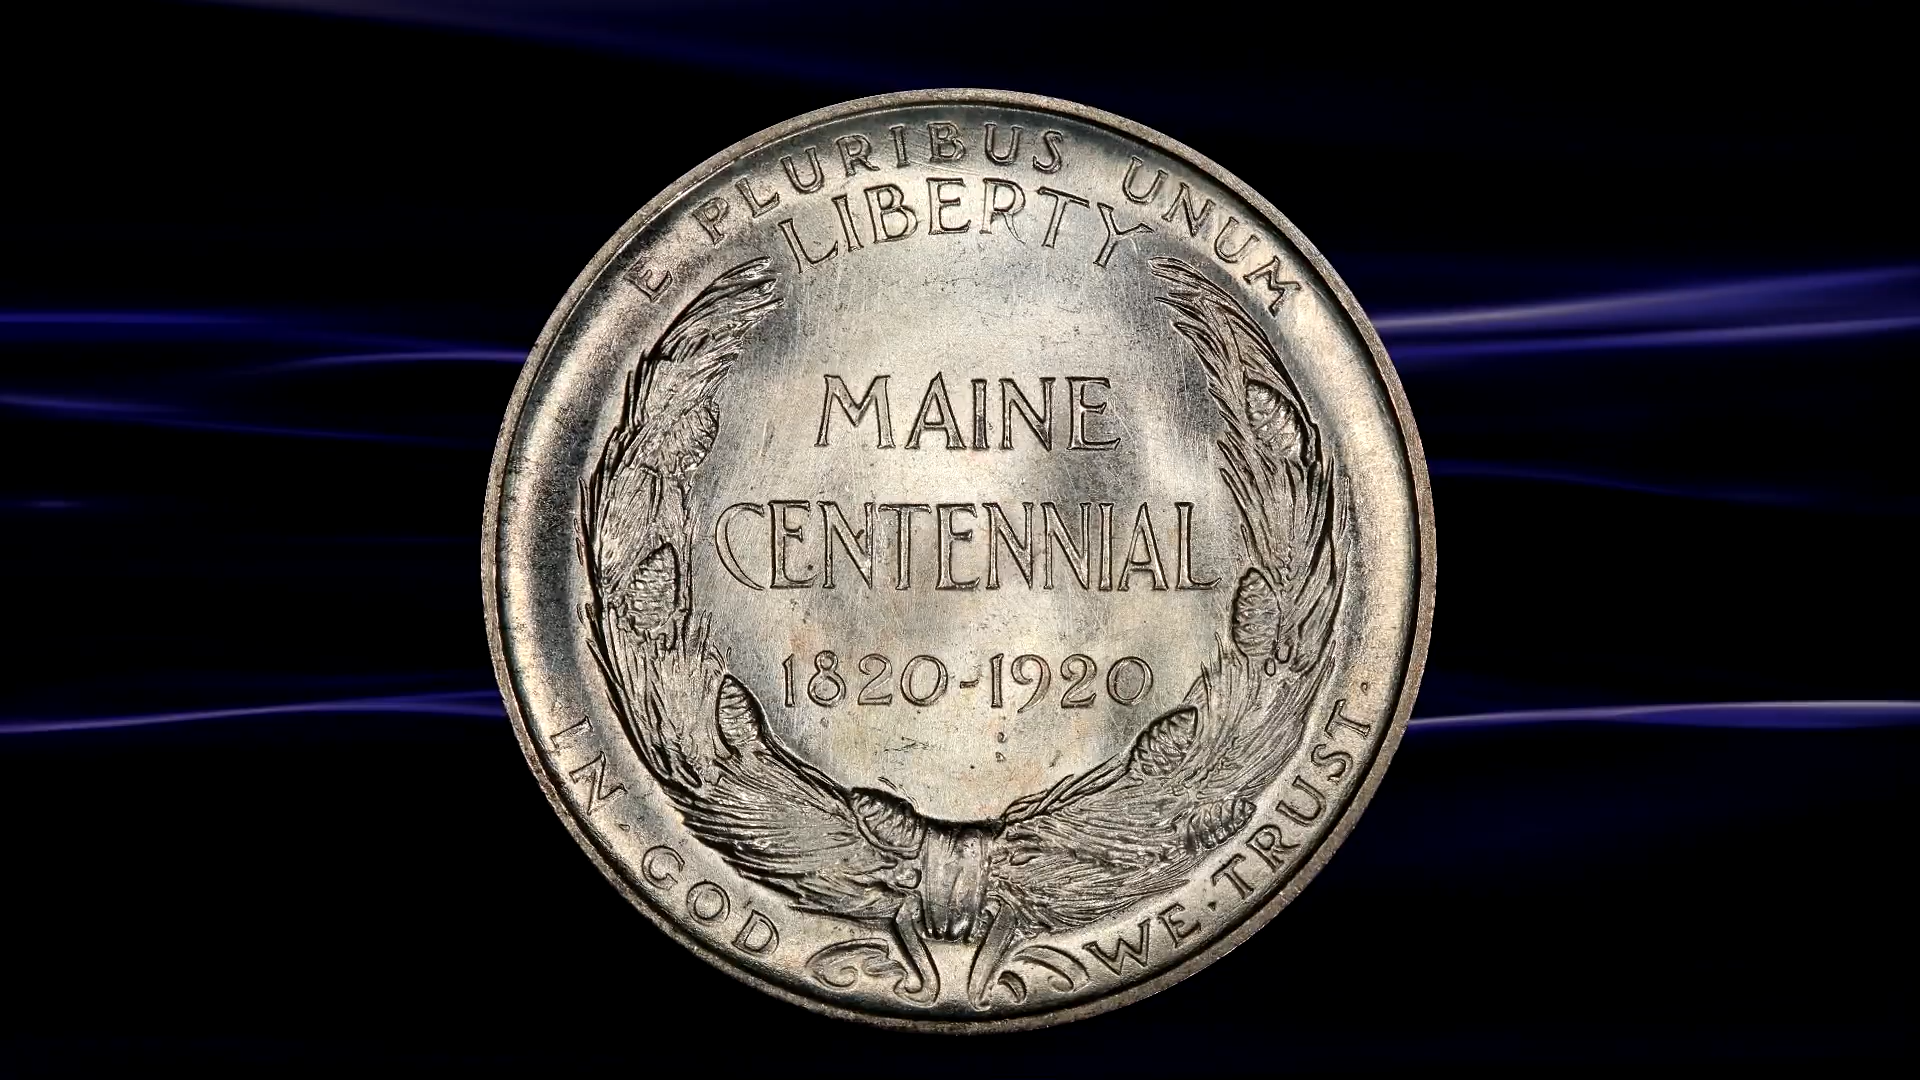 E PLURIBUS UNUM
LIBERTY
MAINE
CENTENNIAL
1820-1920
IN · GOD WE · TRUST ·